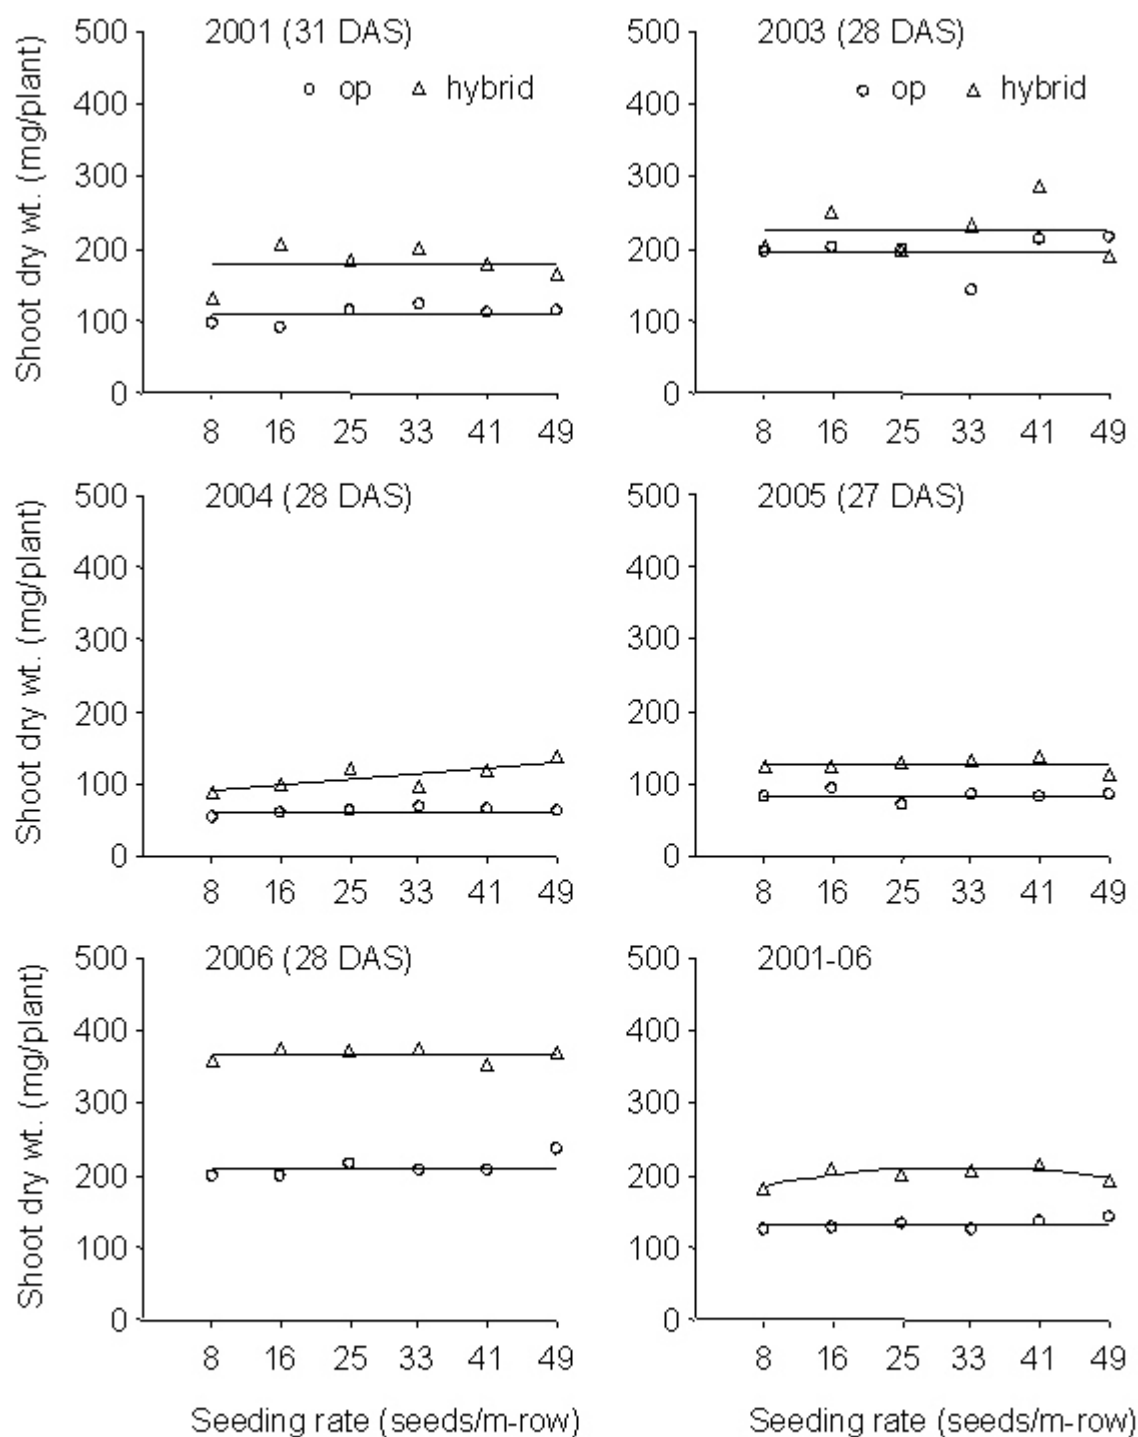 2001 (31 DAS)
op hybrid
Shoot dry wt. (mg/plant)
500
400
300
200
100
0
8 16 25 33 41 49
2003 (28 DAS)
op hybrid
500
400
300
200
100
0
8 16 25 33 41 49
2004 (28 DAS)
Shoot dry wt. (mg/plant)
500
400
300
200
100
0
8 16 25 33 41 49
2005 (27 DAS)
500
400
300
200
100
0
8 16 25 33 41 49
2006 (28 DAS)
Shoot dry wt. (mg/plant)
500
400
300
200
100
0
8 16 25 33 41 49
Seeding rate (seeds/m-row)
2001-06
500
400
300
200
100
0
8 16 25 33 41 49
Seeding rate (seeds/m-row)